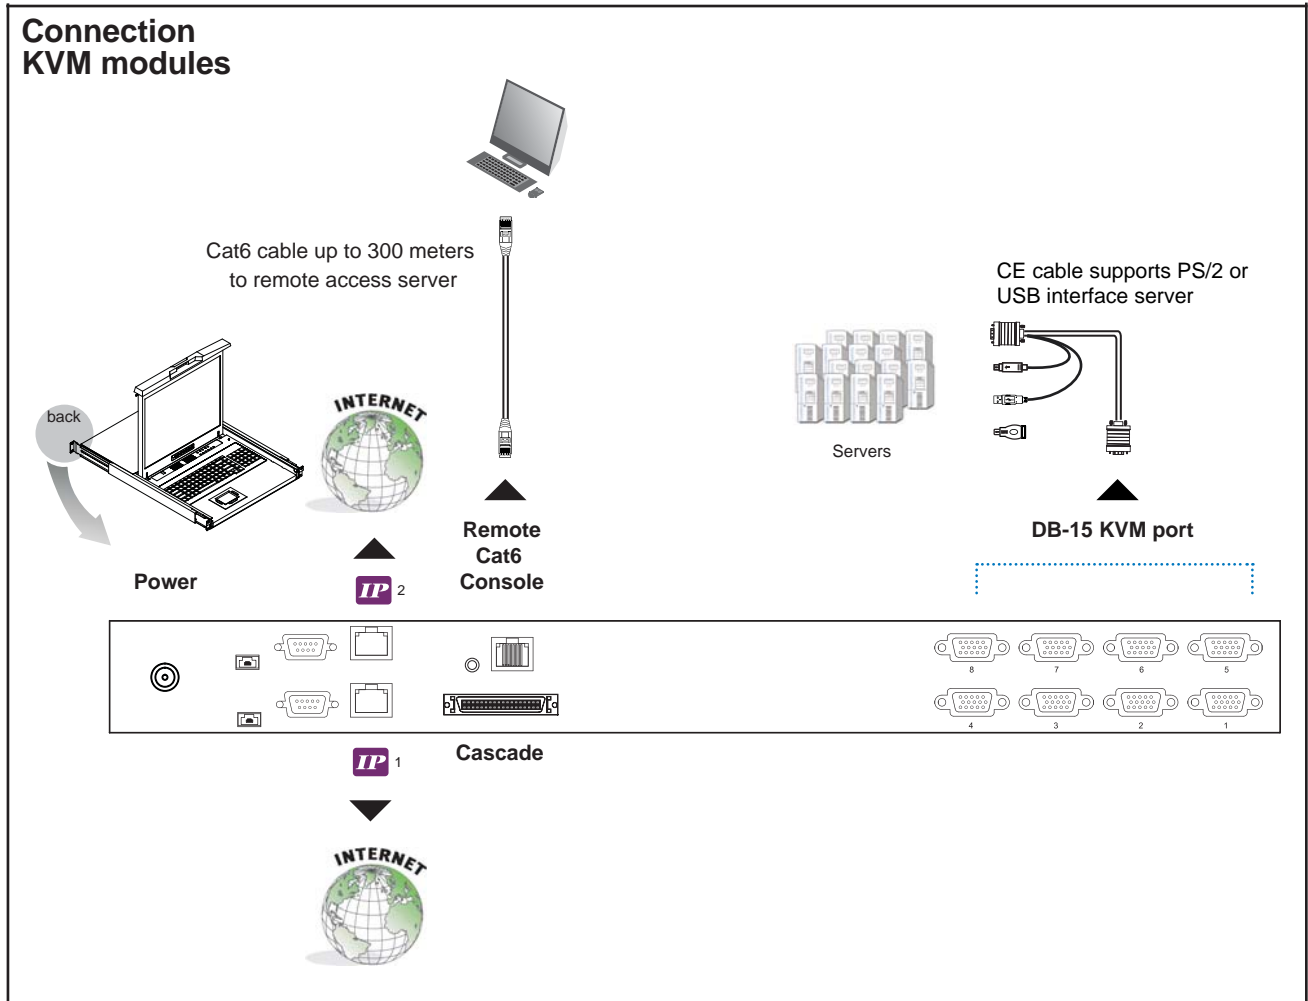 Connection
KVM modules
Cat6 cable up to 300 meters
to remote access server
CE cable supports PS/2 or
USB interface server
back
INTERNET
Servers
Remote
Cat6
Console
DB-15 KVM port
Power
IP 2
8 7 6 5
4 3 2 1
IP 1
Cascade
INTERNET